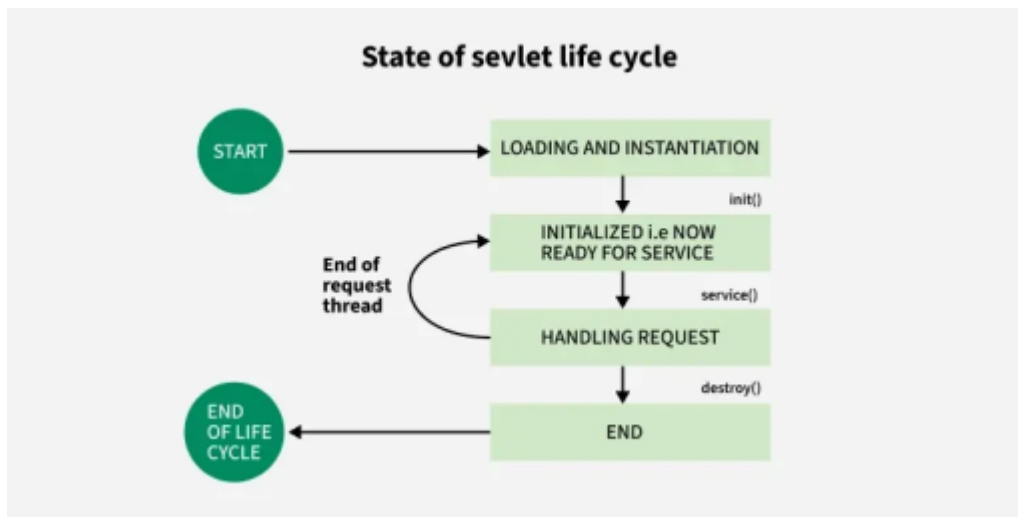 State of sevlet life cycle
START
LOADING AND INSTANTIATION
init()
INITIALIZED i.e NOW
READY FOR SERVICE
End of
request
thread
service()
HANDLING REQUEST
destroy()
END
OF LIFE
CYCLE
END